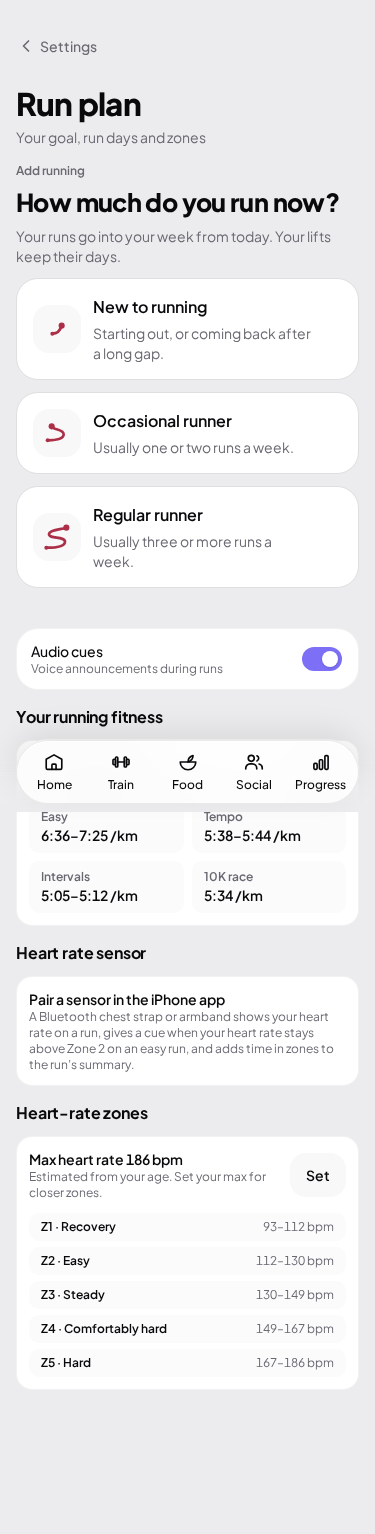 Settings
Run plan
Your goal, run days and zones
Add running
How much do you run now?
Your runs go into your week from today. Your lifts
keep their days.
New to running
Starting out, or coming back after
a long gap.
Occasional runner
Usually one or two runs a week.
Regular runner
Usually three or more runs a
week.
Audio cues
Voice announcements during runs
Your running fitness
Home
Train
Food
Social
Progress
Easy
Tempo
6:36–7:25 /km
5:38–5:44 /km
Intervals
10K race
5:05–5:12 /km
5:34 /km
Heart rate sensor
Pair a sensor in the iPhone app
A Bluetooth chest strap or armband shows your heart
rate on a run, gives a cue when your heart rate stays
above Zone 2 on an easy run, and adds time in zones to
the run's summary.
Heart-rate zones
Max heart rate 186 bpm
Estimated from your age. Set your max for
closer zones.
Set
Z1 · Recovery 93–112 bpm
Z2 · Easy 112–130 bpm
Z3 · Steady 130–149 bpm
Z4 · Comfortably hard 149–167 bpm
Z5 · Hard 167–186 bpm